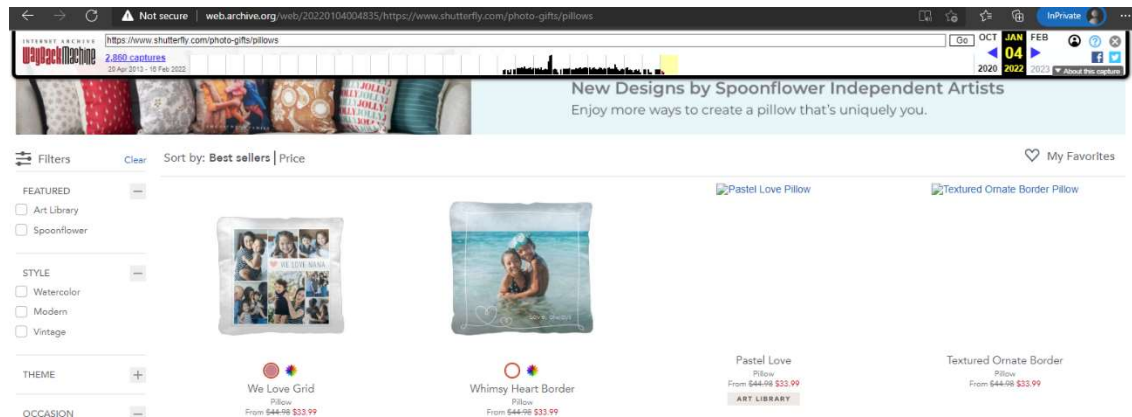 Not secure | web.archive.org/web/20220104004835/https://www.shutterfly.com/photo-gifts/pillows
InPrivate
INTERNET ARCHIVE
WayBackMachine
https://www.shutterfly.com/photo-gifts/pillows
Go
OCT JAN FEB
2,860 captures
20 Apr 2013 - 16 Feb 2022
04
2020 2022 2023
About this capture
New Designs by Spoonflower Independent Artists
Enjoy more ways to create a pillow that's uniquely you.
Filters
Clear
Sort by: Best sellers | Price
My Favorites
FEATURED
Art Library
Spoonflower
STYLE
Watercolor
Modern
Vintage
THEME
OCCASION
WE LOVE NANA
We Love Grid
Pillow
From $44.98 $33.99
Whimsy Heart Border
Pillow
From $44.98 $33.99
Pastel Love Pillow
Pastel Love
Pillow
From $44.98 $33.99
ART LIBRARY
Textured Ornate Border Pillow
Textured Ornate Border
Pillow
From $44.98 $33.99